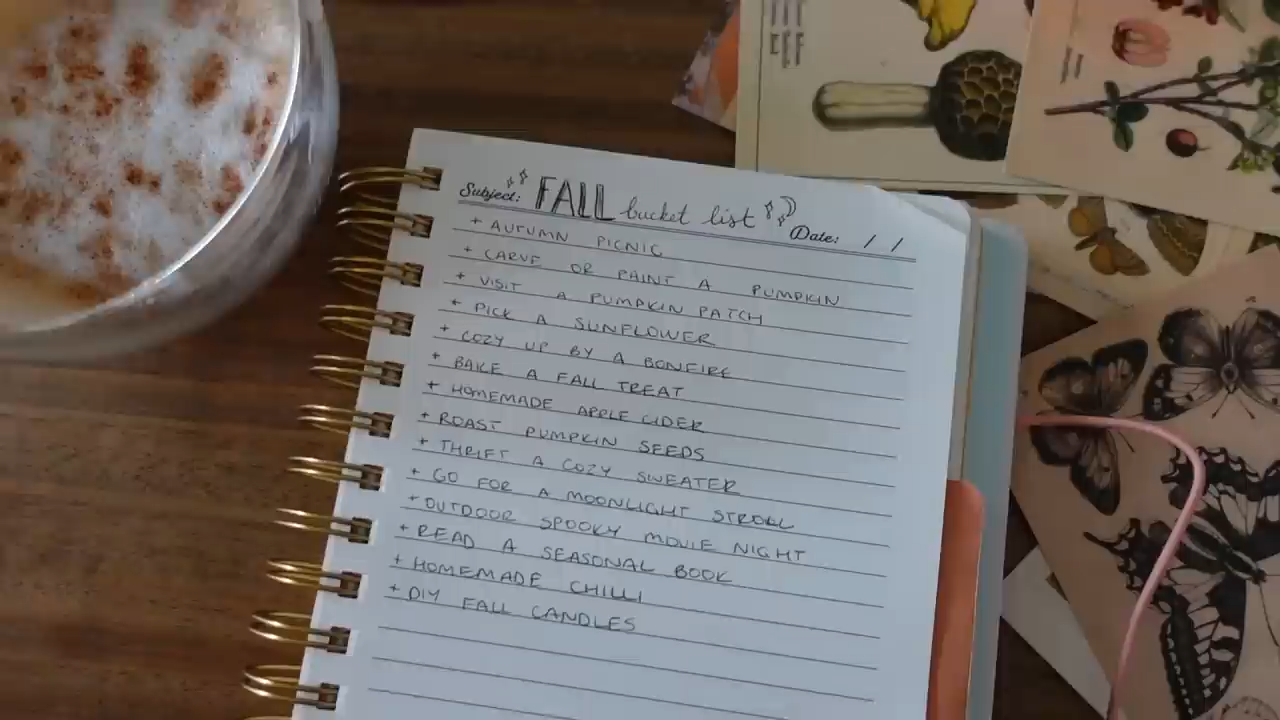 Subject: FALL bucket list Date: / /
+ AUTUMN PICNIC
+ CARVE OR PAINT A PUMPKIN
+ VISIT A PUMPKIN PATCH
+ PICK A SUNFLOWER
+ COZY UP BY A BONFIRE
+ BAKE A FALL TREAT
+ HOMEMADE APPLE CIDER
+ ROAST PUMPKIN SEEDS
+ THRIFT A COZY SWEATER
+ GO FOR A MOONLIGHT STROLL
+ OUTDOOR SPOOKY MOVIE NIGHT
+ READ A SEASONAL BOOK
+ HOMEMADE CHILLI
+ DIY FALL CANDLES